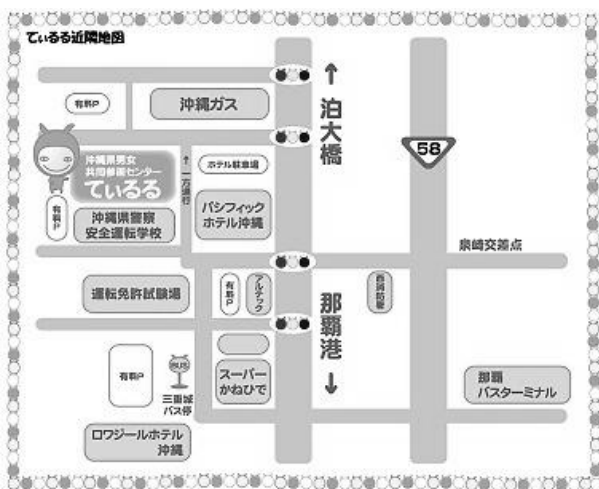 てぃるる近隣地図
有料P
沖縄ガス
↑
泊大橋
58
沖縄県男女
共同参画センター
てぃるる
↑一方通行
ホテル駐車場
有料P
沖縄県警察
安全運転学校
パシフィック
ホテル沖縄
泉崎交差点
運転免許試験場
有料P
アルテック
西消防署
那覇港
↓
有料P
BUS
三重城
バス停
スーパー
かねひで
那覇
バスターミナル
ロワジールホテル
沖縄